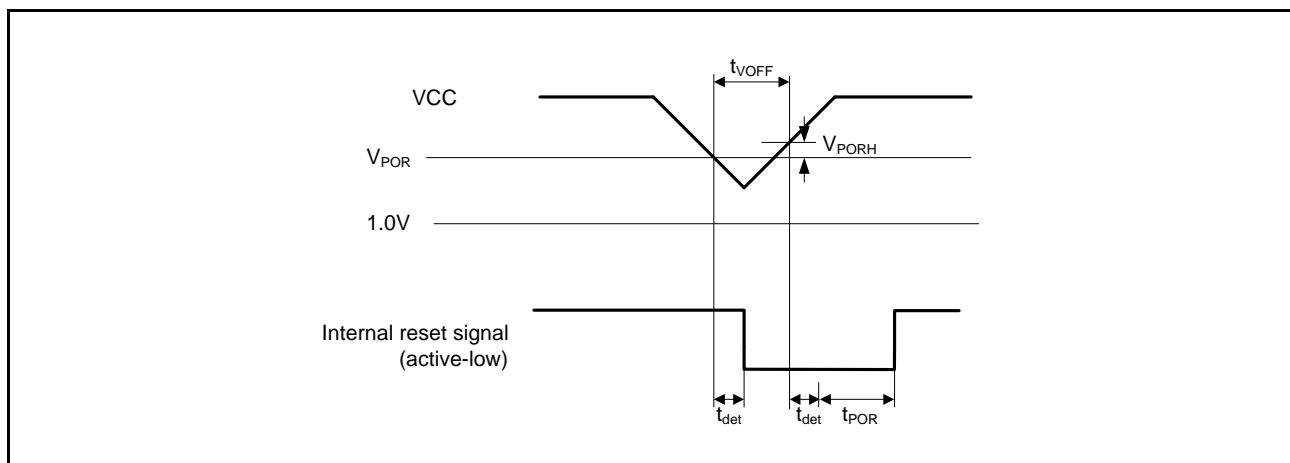 tVOFF
VCC
VPORH
VPOR
1.0V
Internal reset signal
(active-low)
tdet
tdet
tPOR